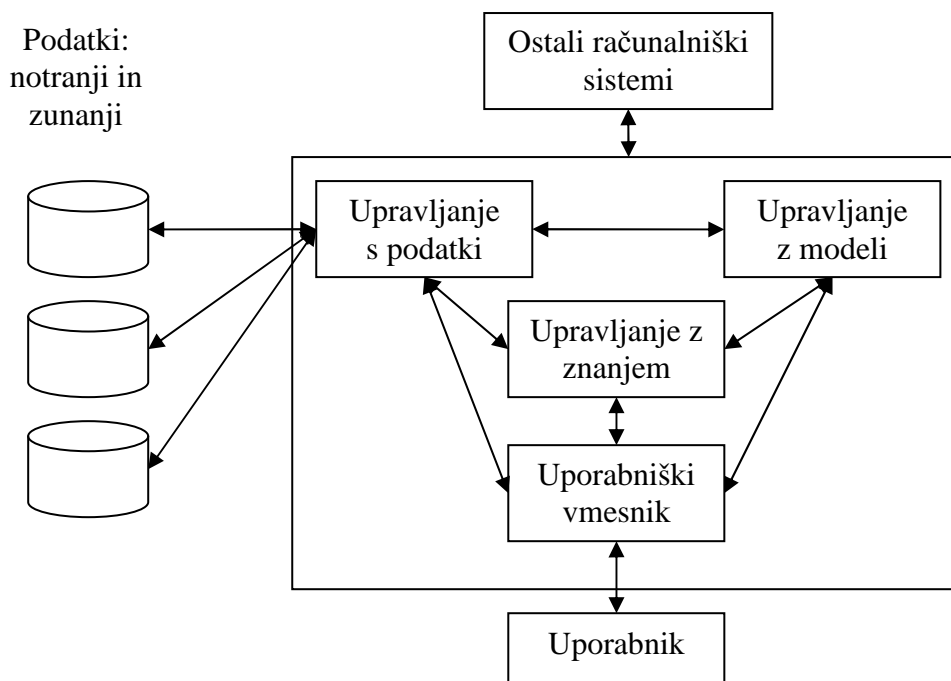 Podatki:
notranji in
zunanji
Ostali računalniški
sistemi
Upravljanje
s podatki
Upravljanje
z modeli
Upravljanje z
znanjem
Uporabniški
vmesnik
Uporabnik